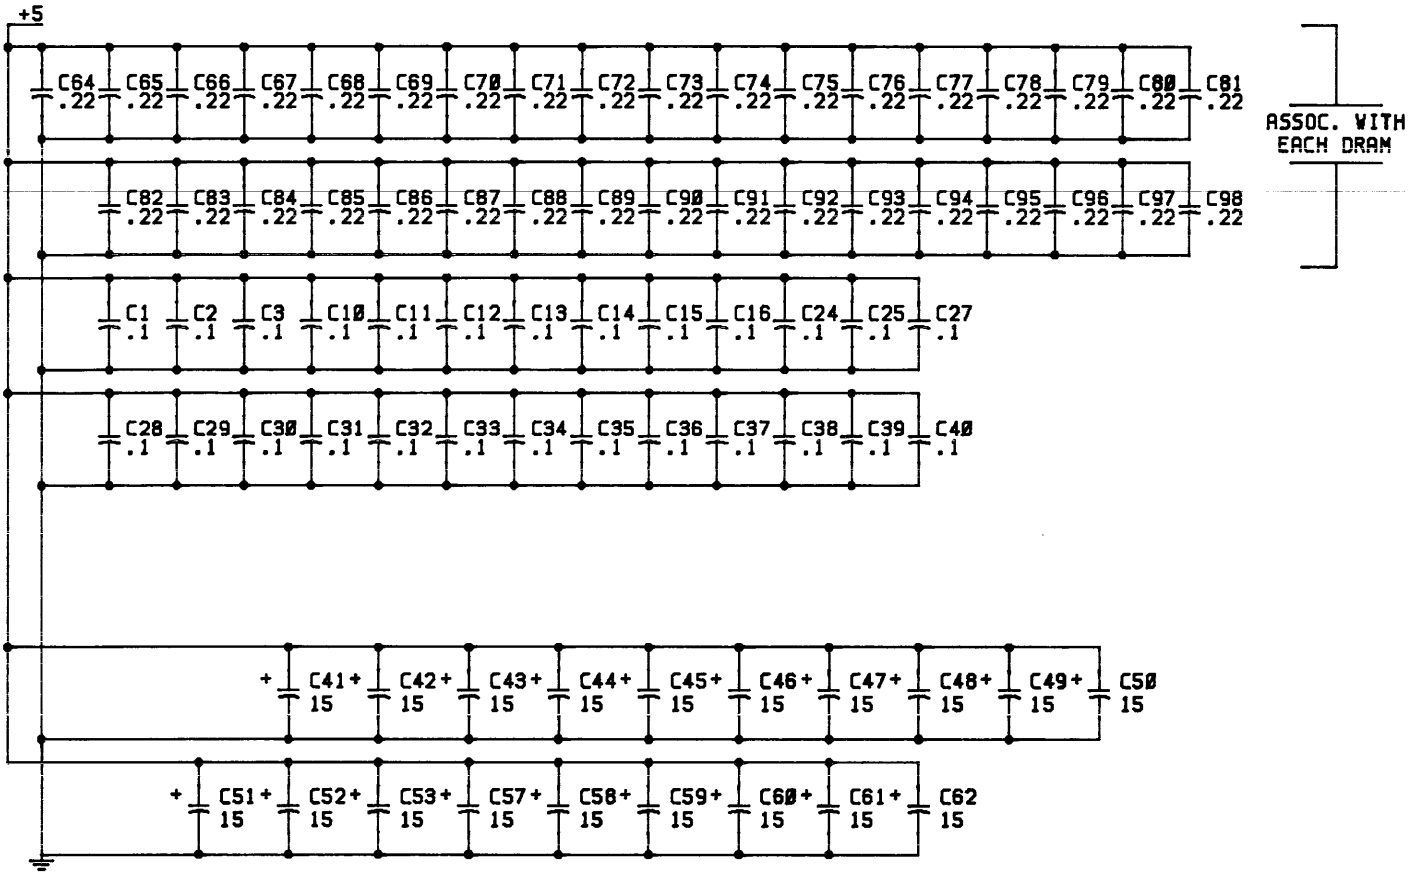 +5
C64 C65 C66 C67 C68 C69 C70 C71 C72 C73 C74 C75 C76 C77 C78 C79 C80 C81
.22 .22 .22 .22 .22 .22 .22 .22 .22 .22 .22 .22 .22 .22 .22 .22 .22 .22
ASSOC. WITH
EACH DRAM
C82 C83 C84 C85 C86 C87 C88 C89 C90 C91 C92 C93 C94 C95 C96 C97 C98
.22 .22 .22 .22 .22 .22 .22 .22 .22 .22 .22 .22 .22 .22 .22 .22 .22
C1 C2 C3 C10 C11 C12 C13 C14 C15 C16 C24 C25 C27
.1 .1 .1 .1 .1 .1 .1 .1 .1 .1 .1 .1 .1
C28 C29 C30 C31 C32 C33 C34 C35 C36 C37 C38 C39 C40
.1 .1 .1 .1 .1 .1 .1 .1 .1 .1 .1 .1 .1
+ C41 + C42 + C43 + C44 + C45 + C46 + C47 + C48 + C49 + C50
15 15 15 15 15 15 15 15 15 15
+ C51 + C52 + C53 + C57 + C58 + C59 + C60 + C61 + C62
15 15 15 15 15 15 15 15 15